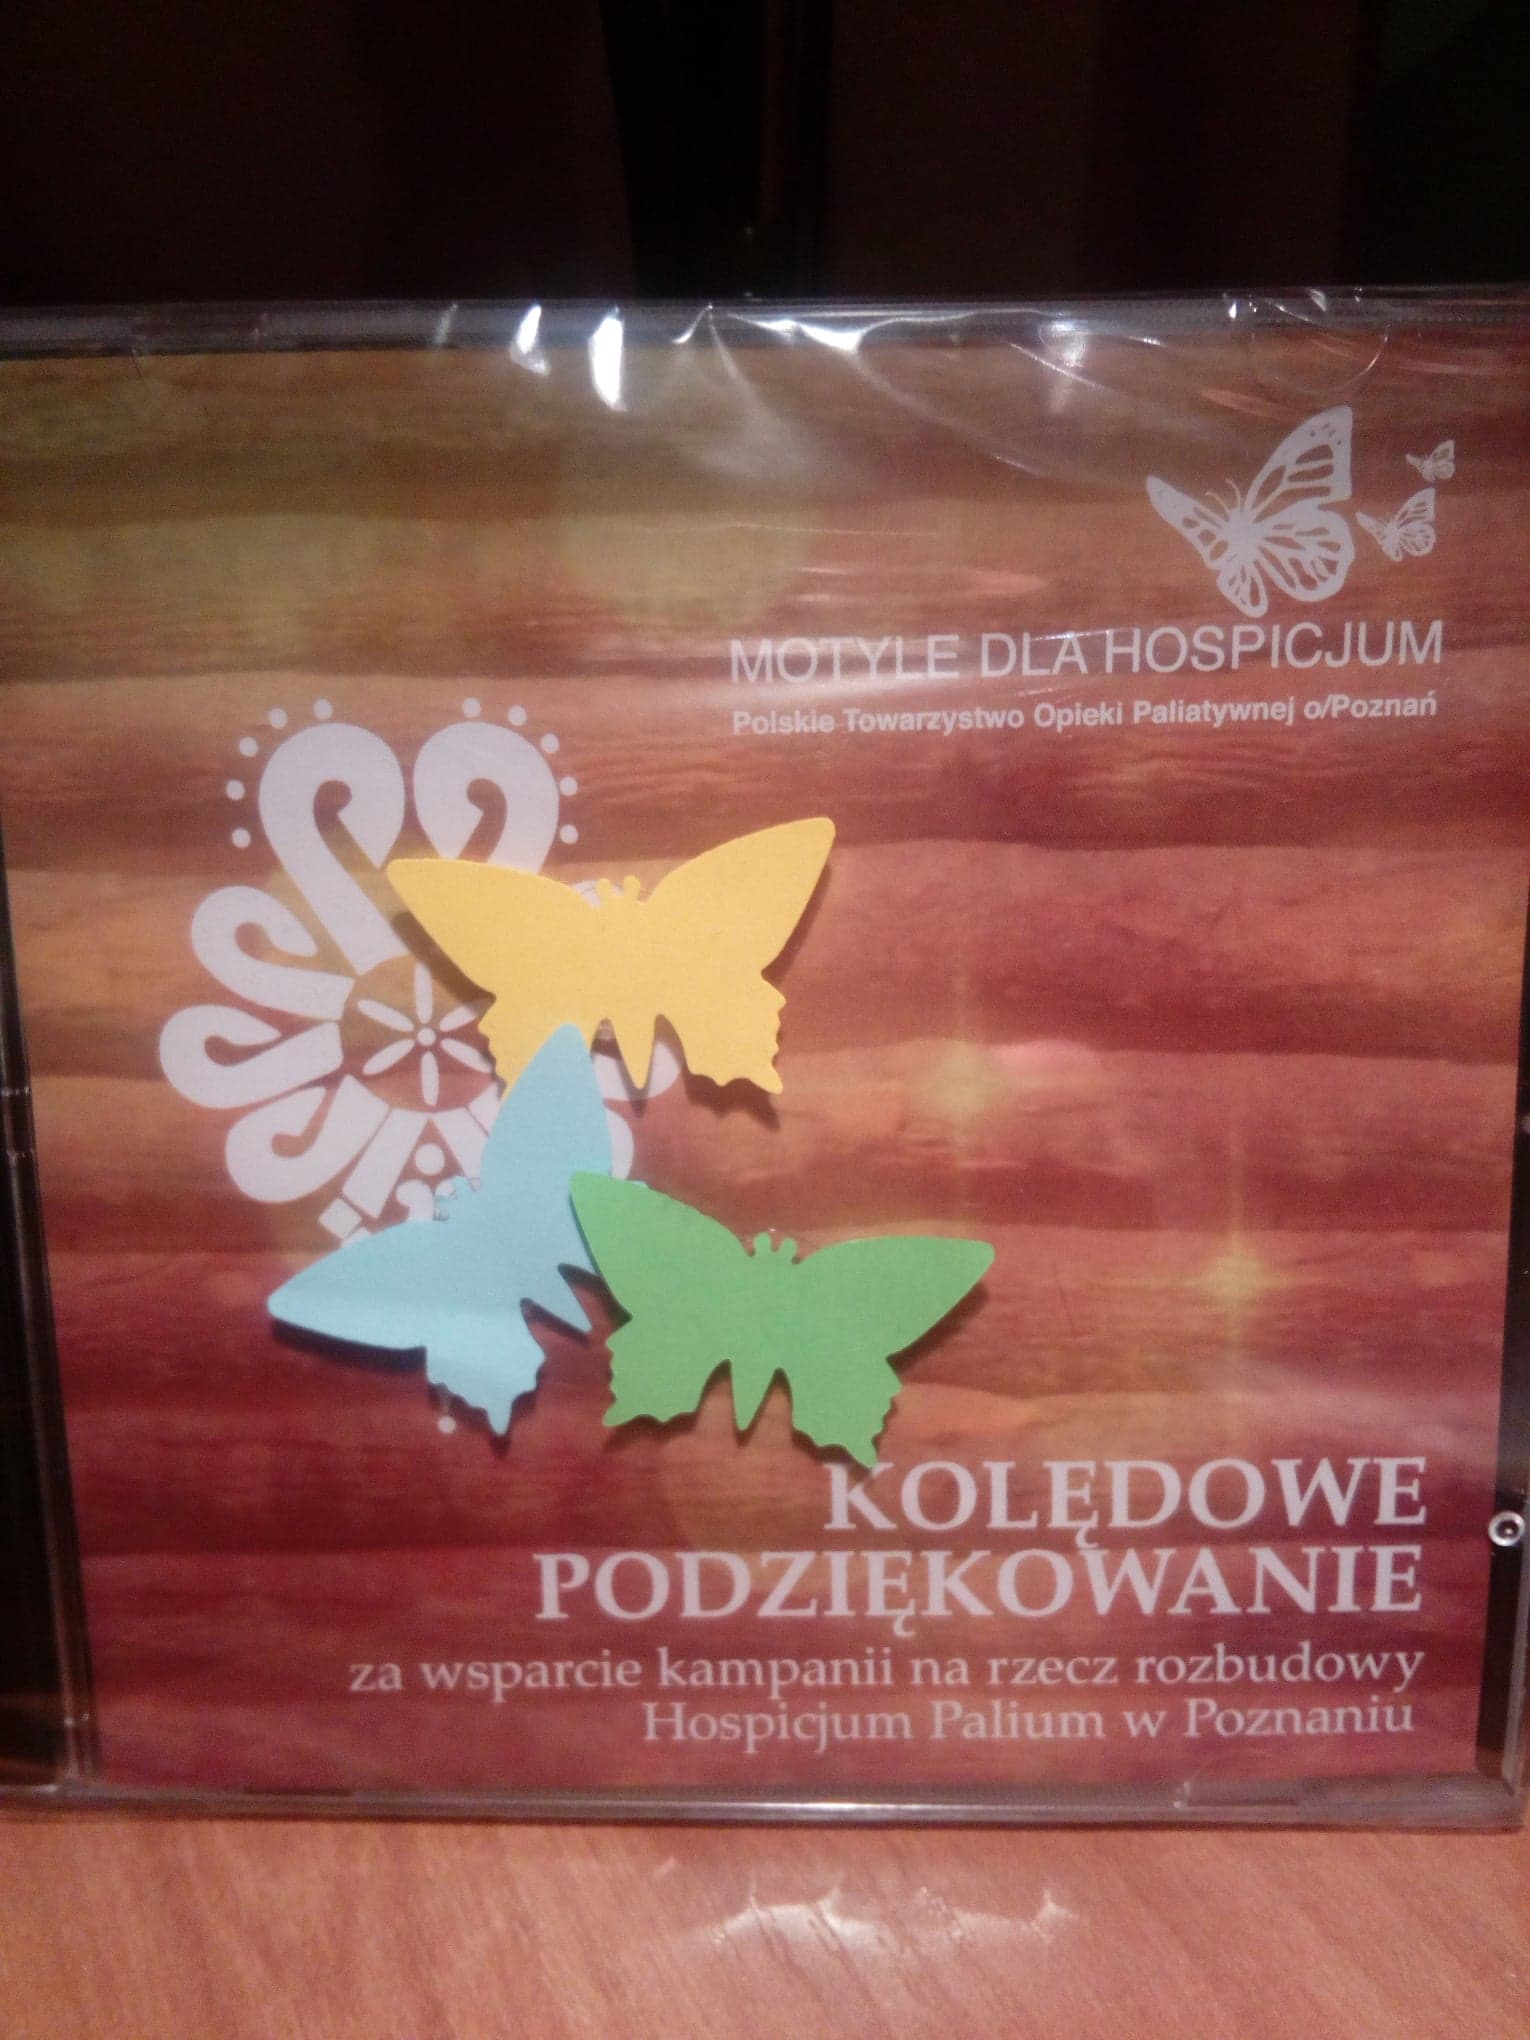 MOTYLE DLA HOSPICJUM
Polskie Towarzystwo Opieki Paliatywnej o/Poznań
KOLĘDOWE
PODZIĘKOWANIE
za wsparcie kampanii na rzecz rozbudowy
Hospicjum Palium w Poznaniu